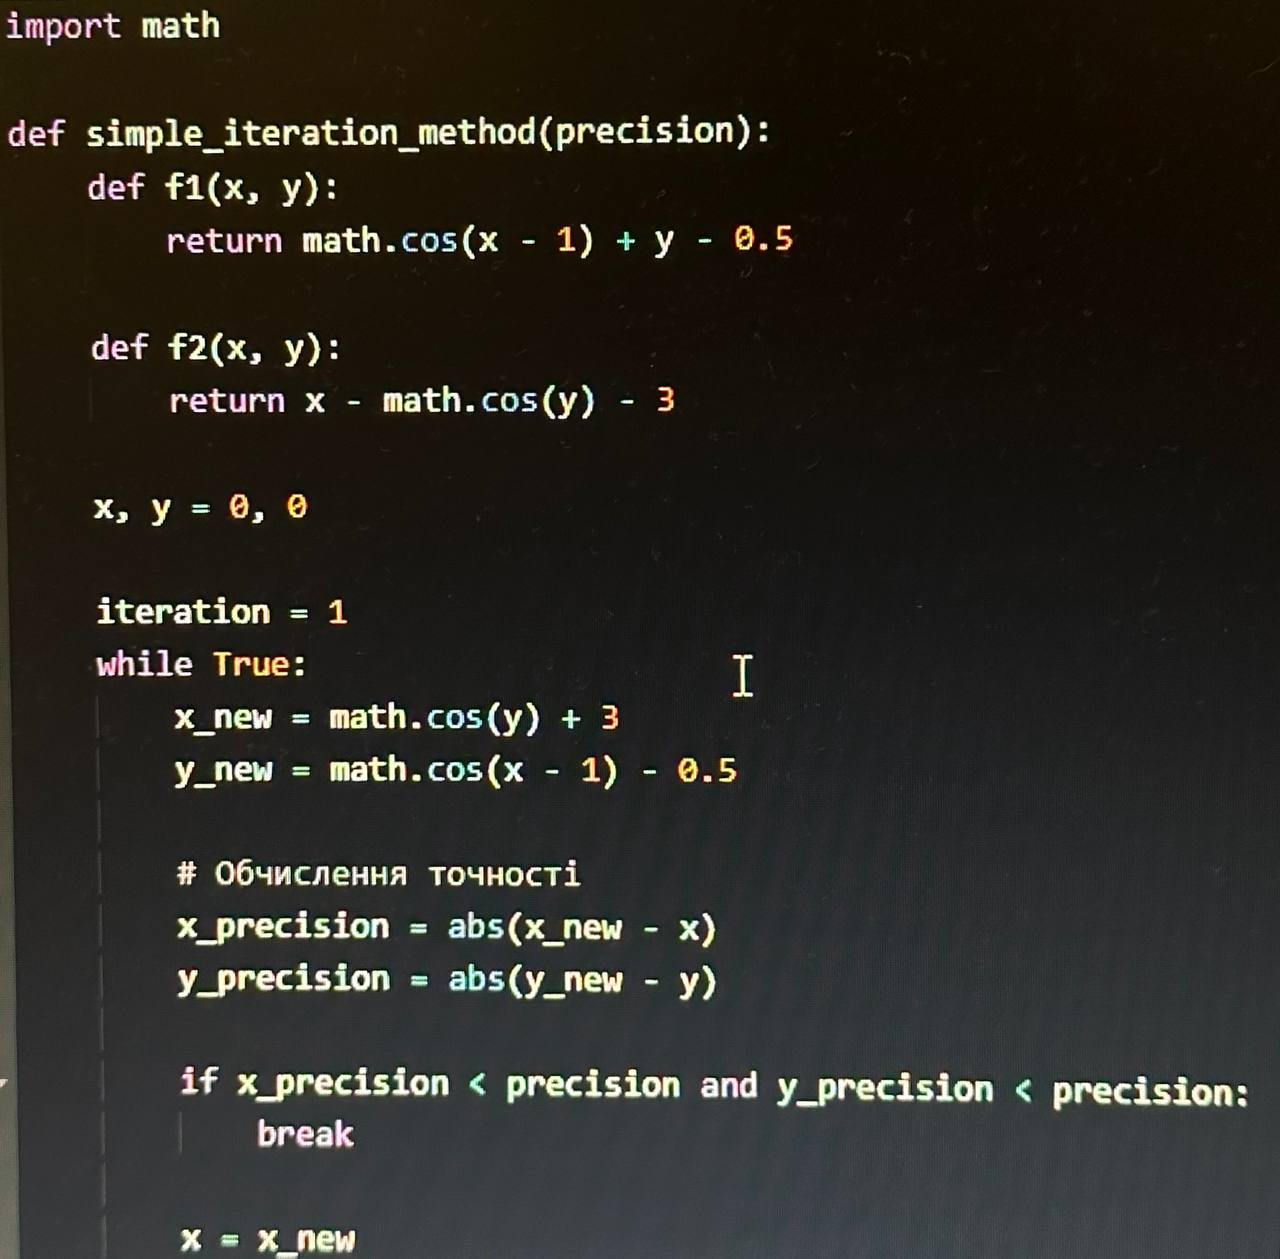 import math
def simple_iteration_method(precision):
    def f1(x, y):
        return math.cos(x - 1) + y - 0.5
    def f2(x, y):
        return x - math.cos(y) - 3
    x, y = 0, 0
    iteration = 1
    while True:
        x_new = math.cos(y) + 3
        y_new = math.cos(x - 1) - 0.5
        # Обчислення точності
        x_precision = abs(x_new - x)
        y_precision = abs(y_new - y)
        if x_precision < precision and y_precision < precision:
            break
        x = x_new